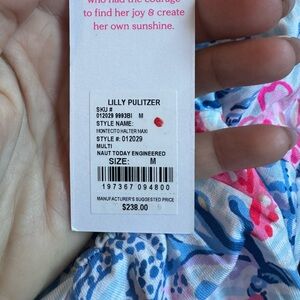 who had the courage
to find her joy & create
her own sunshine.
LILLY PULITZER
SKU #
012029 9993BI M
STYLE NAME:
MONTECITO HALTER MAXI
STYLE #: 012029
MULTI
NAUT TODAY ENGINEERED
SIZE: M
197367 094800
MANUFACTURER'S SUGGESTED PRICE
$238.00